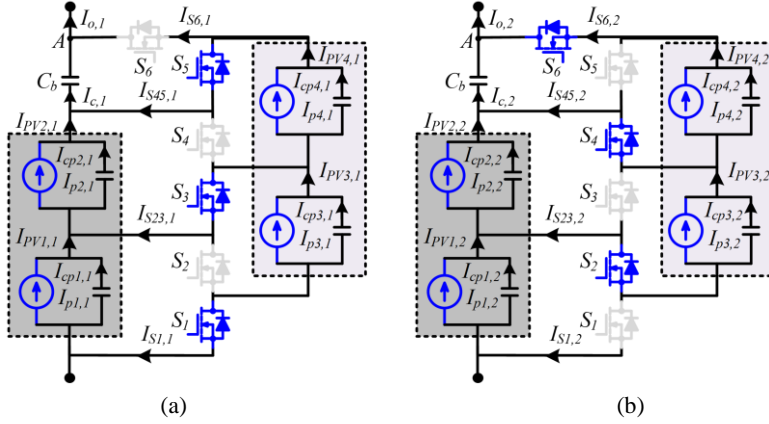 I_{o,1}
I_{S6,1}
A
S_6
S_5
I_{PV4,1}
C_b
I_{cp4,1}
I_{c,1}
I_{S45,1}
I_{p4,1}
I_{PV2,1}
S_4
I_{cp2,1}
I_{p2,1}
S_3
I_{PV3,1}
I_{PV1,1}
I_{S23,1}
I_{cp3,1}
I_{cp1,1}
S_2
I_{p3,1}
I_{p1,1}
S_1
I_{S1,1}
(a)
I_{o,2}
I_{S6,2}
A
S_6
S_5
I_{PV4,2}
C_b
I_{cp4,2}
I_{c,2}
I_{S45,2}
I_{p4,2}
I_{PV2,2}
S_4
I_{cp2,2}
I_{p2,2}
S_3
I_{PV3,2}
I_{PV1,2}
I_{S23,2}
I_{cp3,2}
I_{cp1,2}
S_2
I_{p3,2}
I_{p1,2}
S_1
I_{S1,2}
(b)